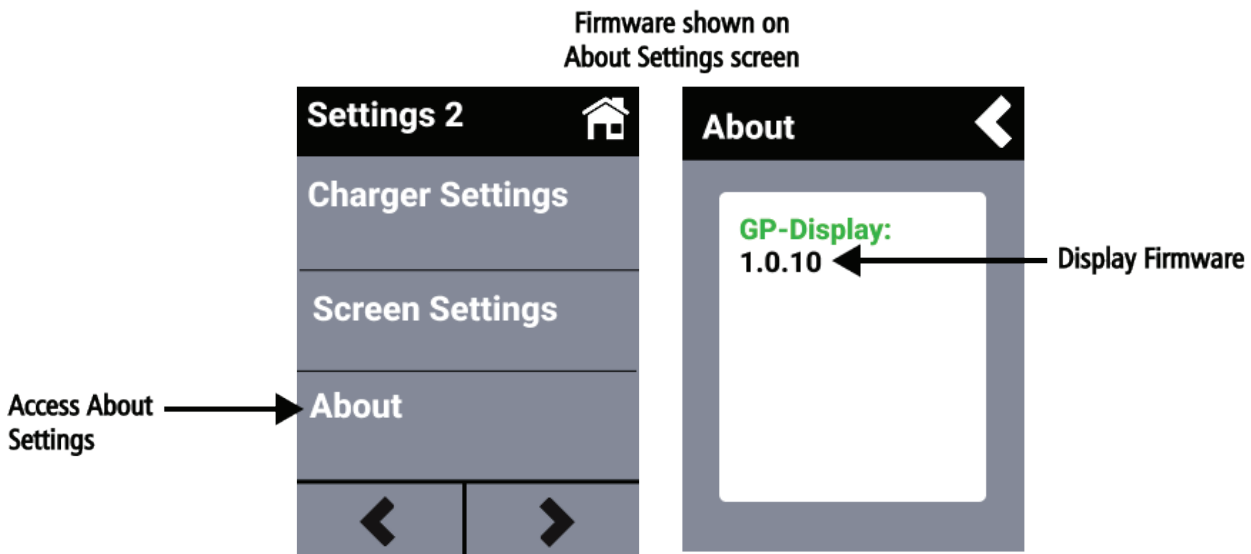 Firmware shown on
About Settings screen
Settings 2
Charger Settings
Screen Settings
About
Access About
Settings
About
GP-Display:
1.0.10
Display Firmware